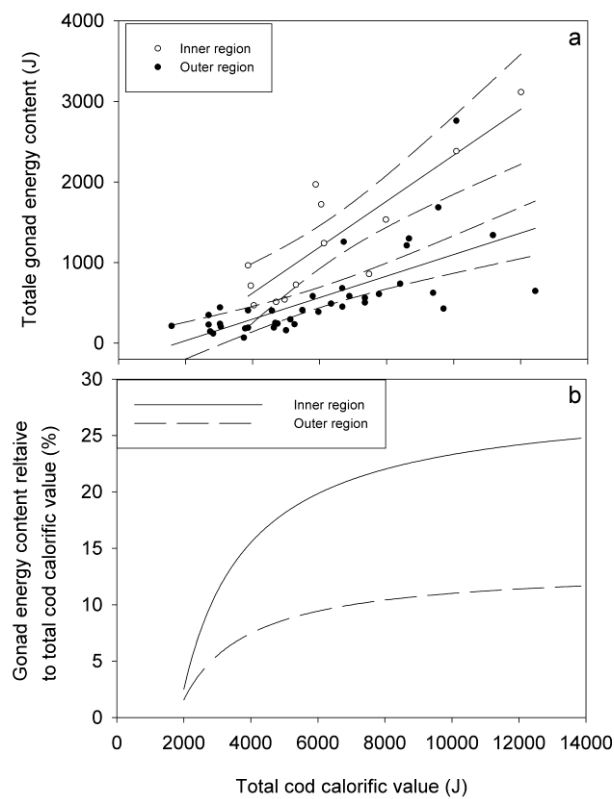 4000
a
Inner region
Outer region
3000
2000
1000
0
Totale gonad energy content (J)
30
b
Inner region
Outer region
25
20
15
10
5
0
Gonad energy content reltaive
to total cod calorific value (%)
0 2000 4000 6000 8000 10000 12000 14000
Total cod calorific value (J)